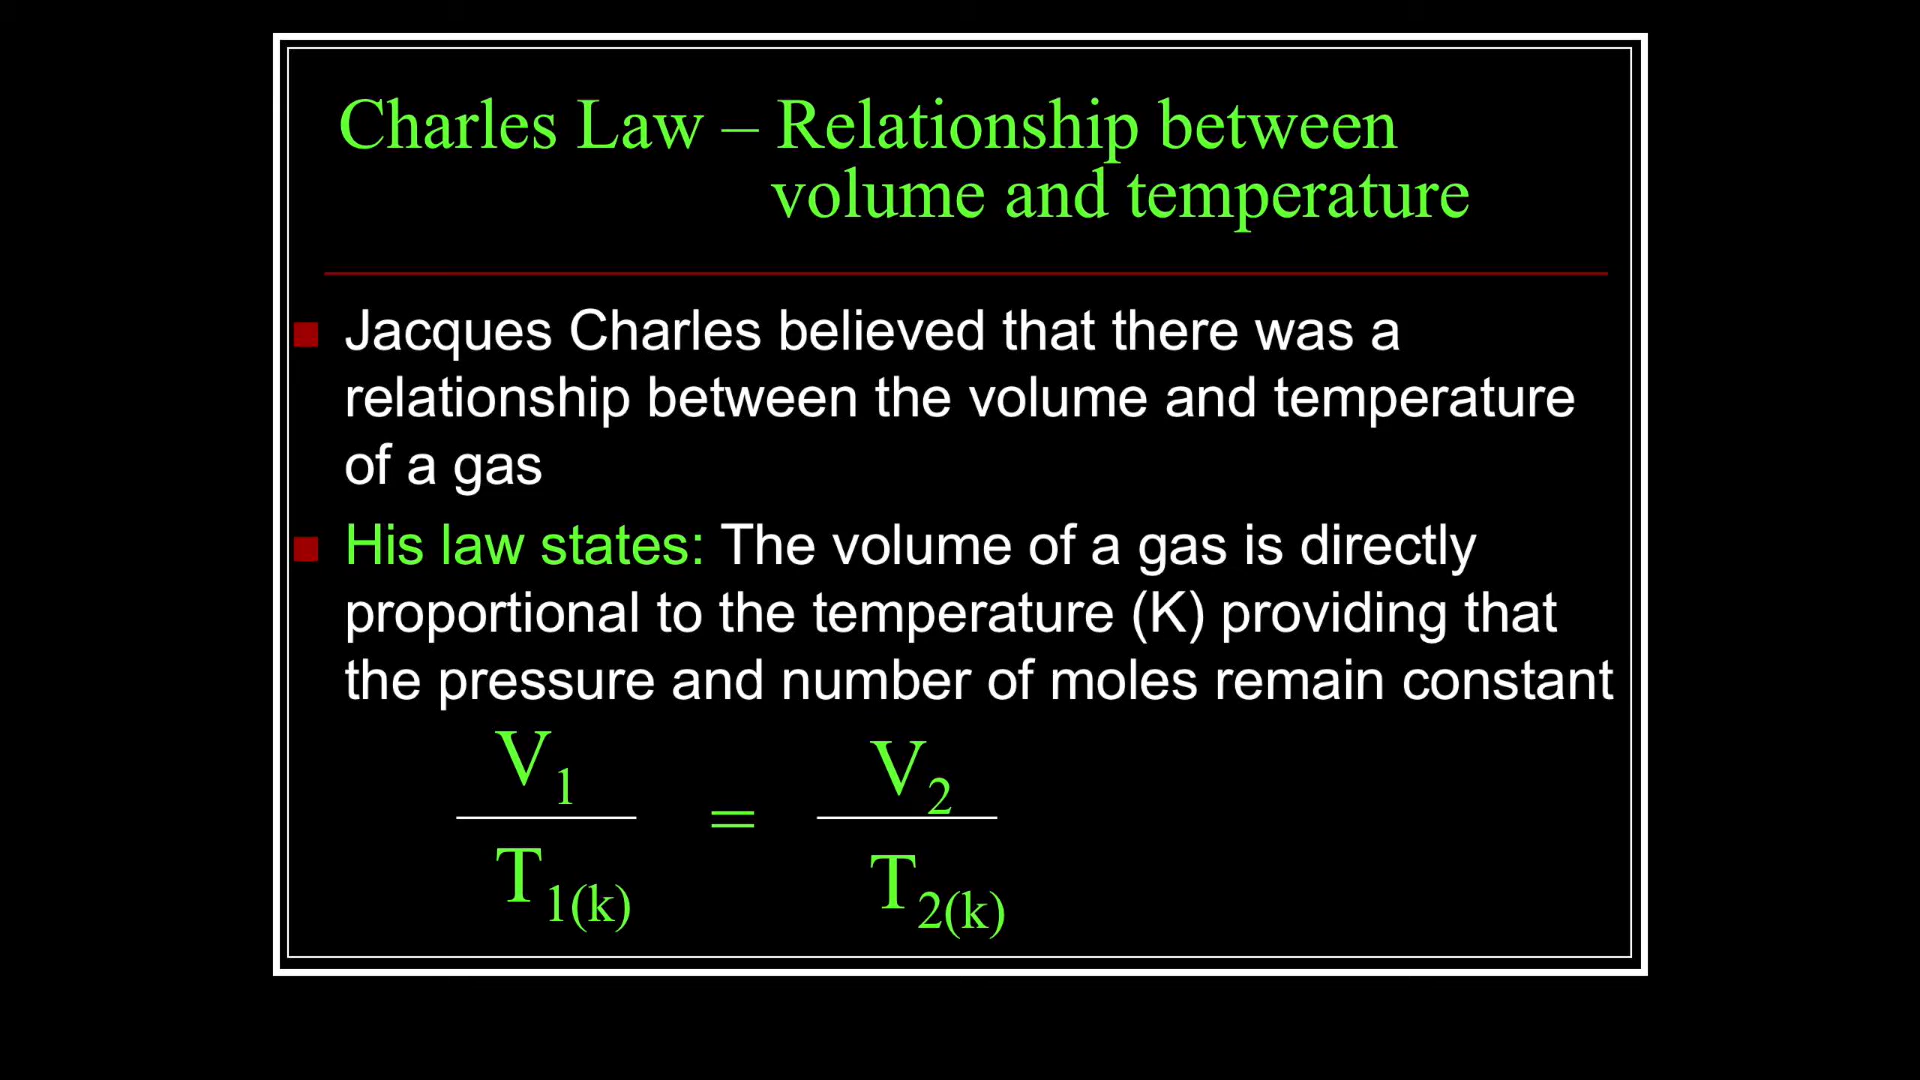 Charles Law – Relationship between
volume and temperature
Jacques Charles believed that there was a
relationship between the volume and temperature
of a gas
His law states: The volume of a gas is directly
proportional to the temperature (K) providing that
the pressure and number of moles remain constant
V1 = V2
T1(k) T2(k)